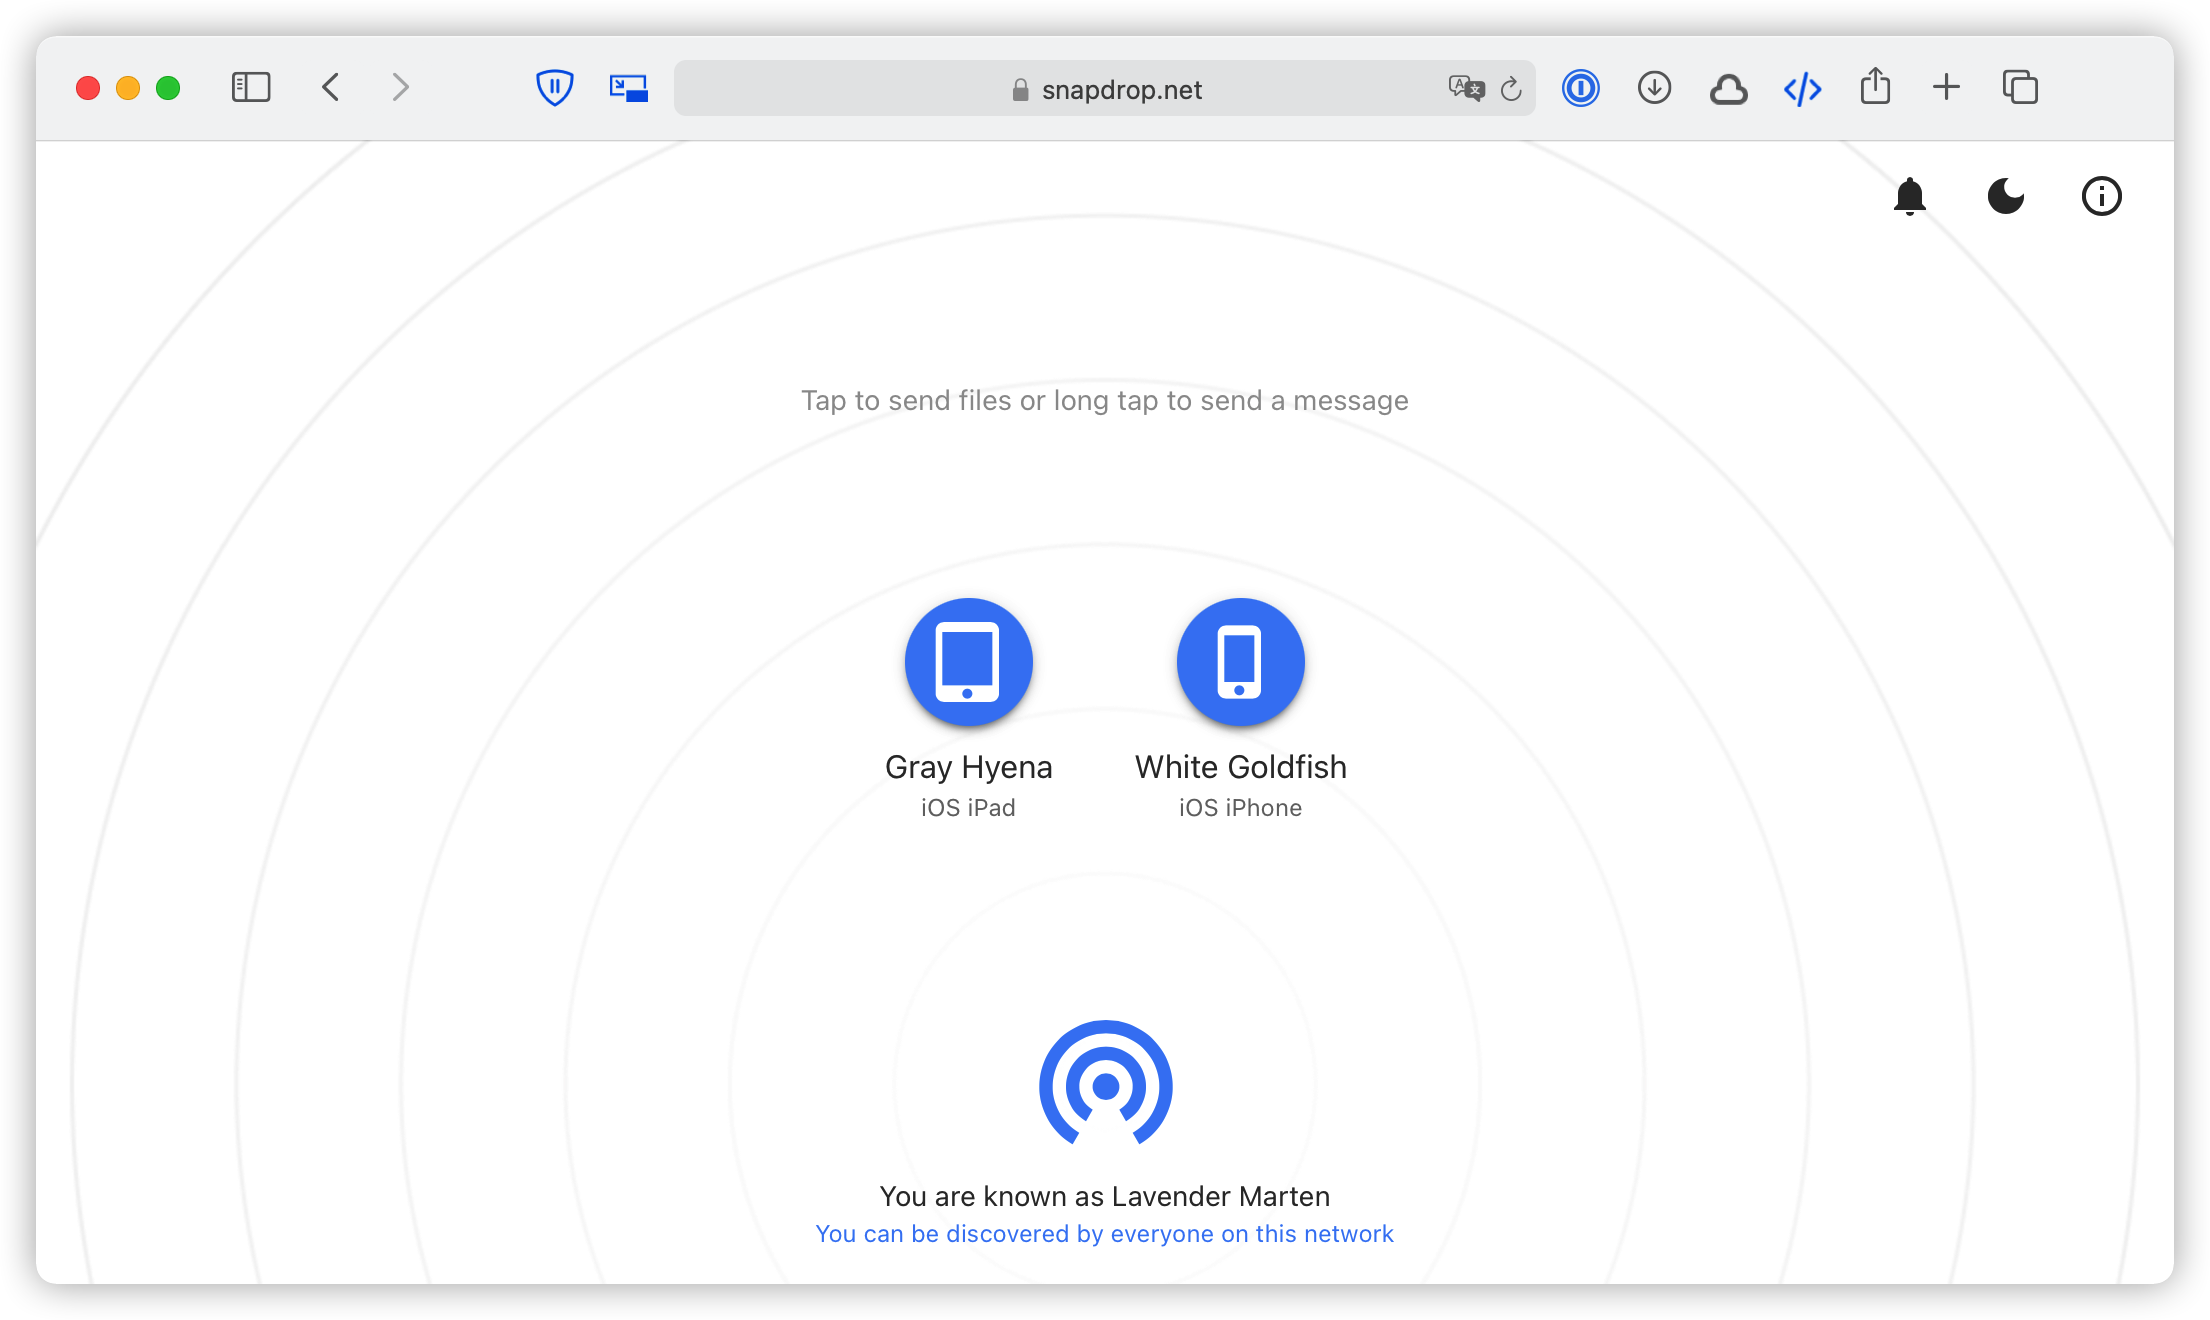 snapdrop.net
Tap to send files or long tap to send a message
Gray Hyena
iOS iPad
White Goldfish
iOS iPhone
You are known as Lavender Marten
You can be discovered by everyone on this network